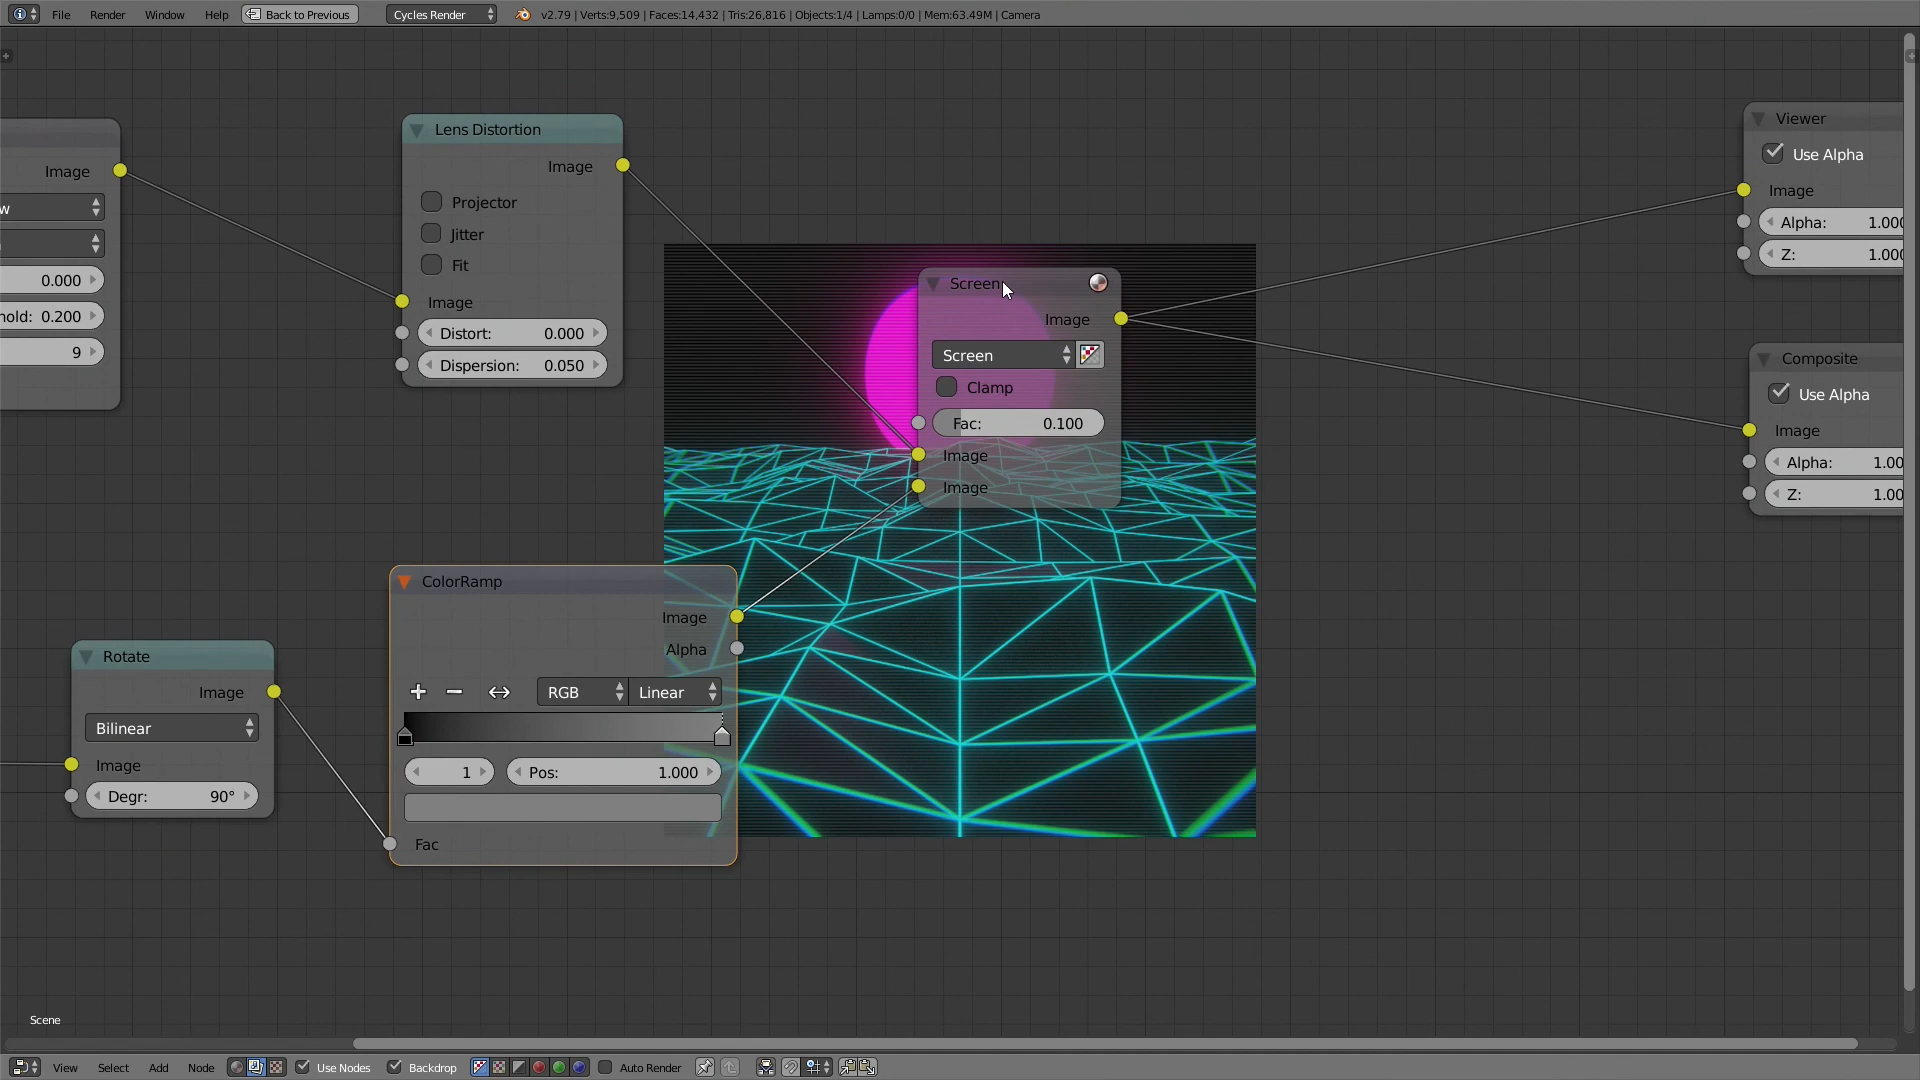 File Render Window Help Back to Previous Cycles Render v2.79 | Verts:9,509 | Faces:14,432 | Tris:26,816 | Objects:1/4 | Lamps:0/0 | Mem:63.49M | Camera
Image
w
0.000
hold: 0.200
9
Lens Distortion
Image
Projector
Jitter
Fit
Image
Distort: 0.000
Dispersion: 0.050
Screen
Image
Screen
Clamp
Fac: 0.100
Image
Image
Viewer
Use Alpha
Image
Alpha: 1.000
Z: 1.000
Composite
Use Alpha
Image
Alpha: 1.00
Z: 1.00
Rotate
Image
Bilinear
Image
Degr: 90°
ColorRamp
Image
Alpha
RGB Linear
1 Pos: 1.000
Fac
Scene
View Select Add Node Use Nodes Backdrop Auto Render